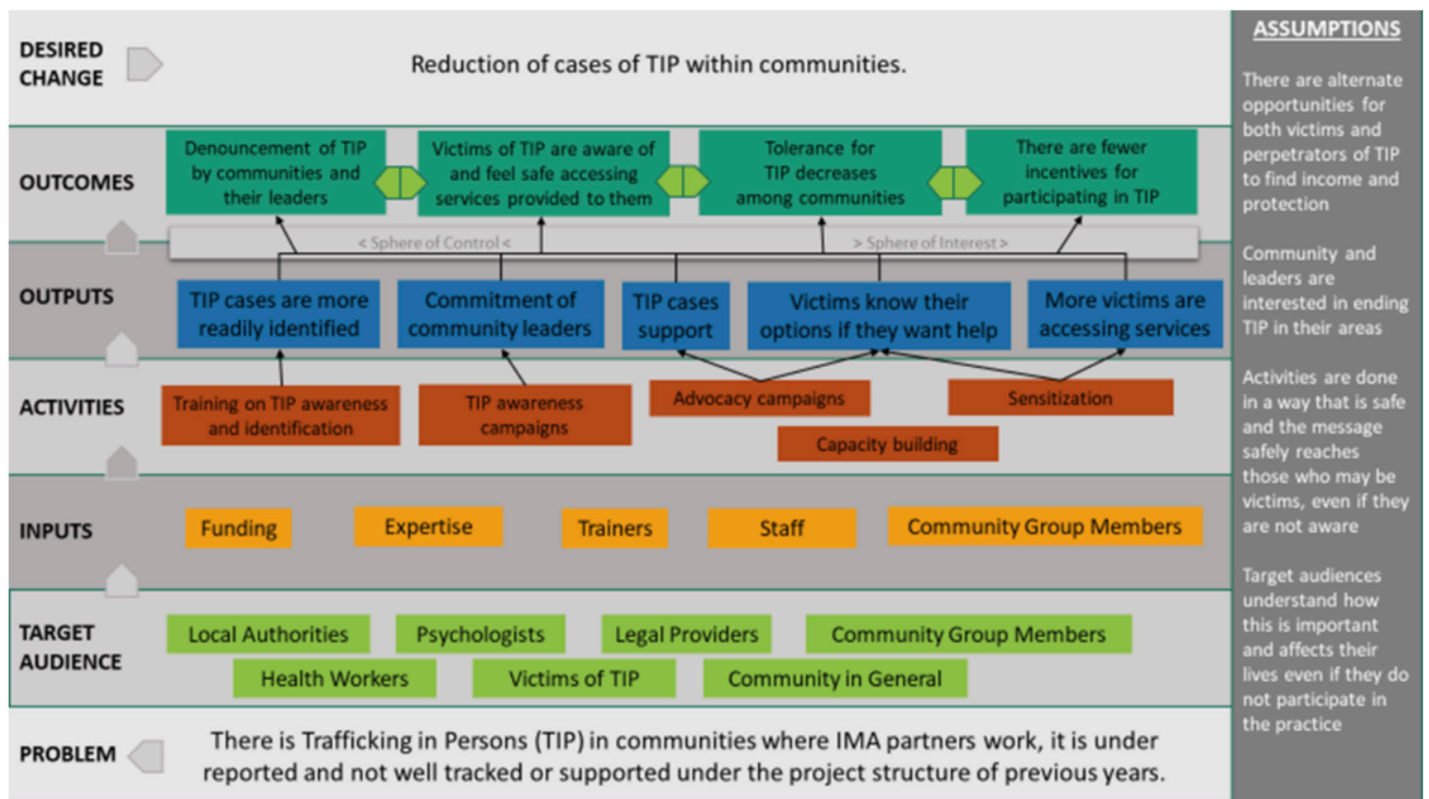 DESIRED
CHANGE
Reduction of cases of TIP within communities.
OUTCOMES
Denouncement of TIP
by communities and
their leaders
Victims of TIP are aware of
and feel safe accessing
services provided to them
Tolerance for
TIP decreases
among communities
There are fewer
incentives for
participating in TIP
< Sphere of Control <
> Sphere of Interest >
OUTPUTS
TIP cases are more
readily identified
Commitment of
community leaders
TIP cases
support
Victims know their
options if they want help
More victims are
accessing services
ACTIVITIES
Training on TIP awareness
and identification
TIP awareness
campaigns
Advocacy campaigns
Sensitization
Capacity building
INPUTS
Funding
Expertise
Trainers
Staff
Community Group Members
TARGET
AUDIENCE
Local Authorities
Psychologists
Legal Providers
Community Group Members
Health Workers
Victims of TIP
Community in General
PROBLEM
There is Trafficking in Persons (TIP) in communities where IMA partners work, it is under
reported and not well tracked or supported under the project structure of previous years.
ASSUMPTIONS
There are alternate
opportunities for
both victims and
perpetrators of TIP
to find income and
protection
Community and
leaders are
interested in ending
TIP in their areas
Activities are done
in a way that is safe
and the message
safely reaches
those who may be
victims, even if they
are not aware
Target audiences
understand how
this is important
and affects their
lives even if they do
not participate in
the practice